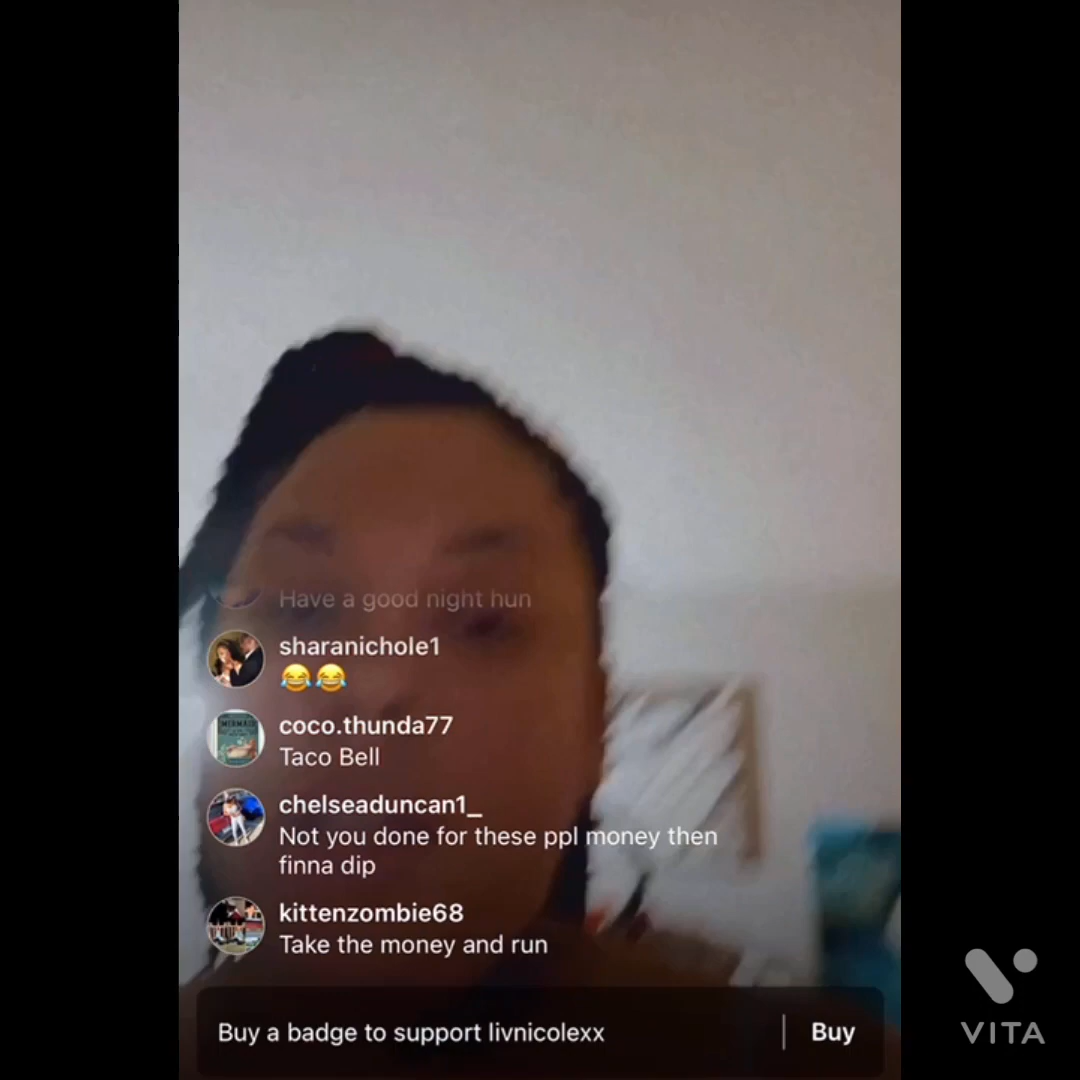 Have a good night hun
sharanichole1
😂😂
coco.thunda77
Taco Bell
chelseaduncan1_
Not you done for these ppl money then
finna dip
kittenzombie68
Take the money and run
Buy a badge to support livnicolexx
Buy
VITA